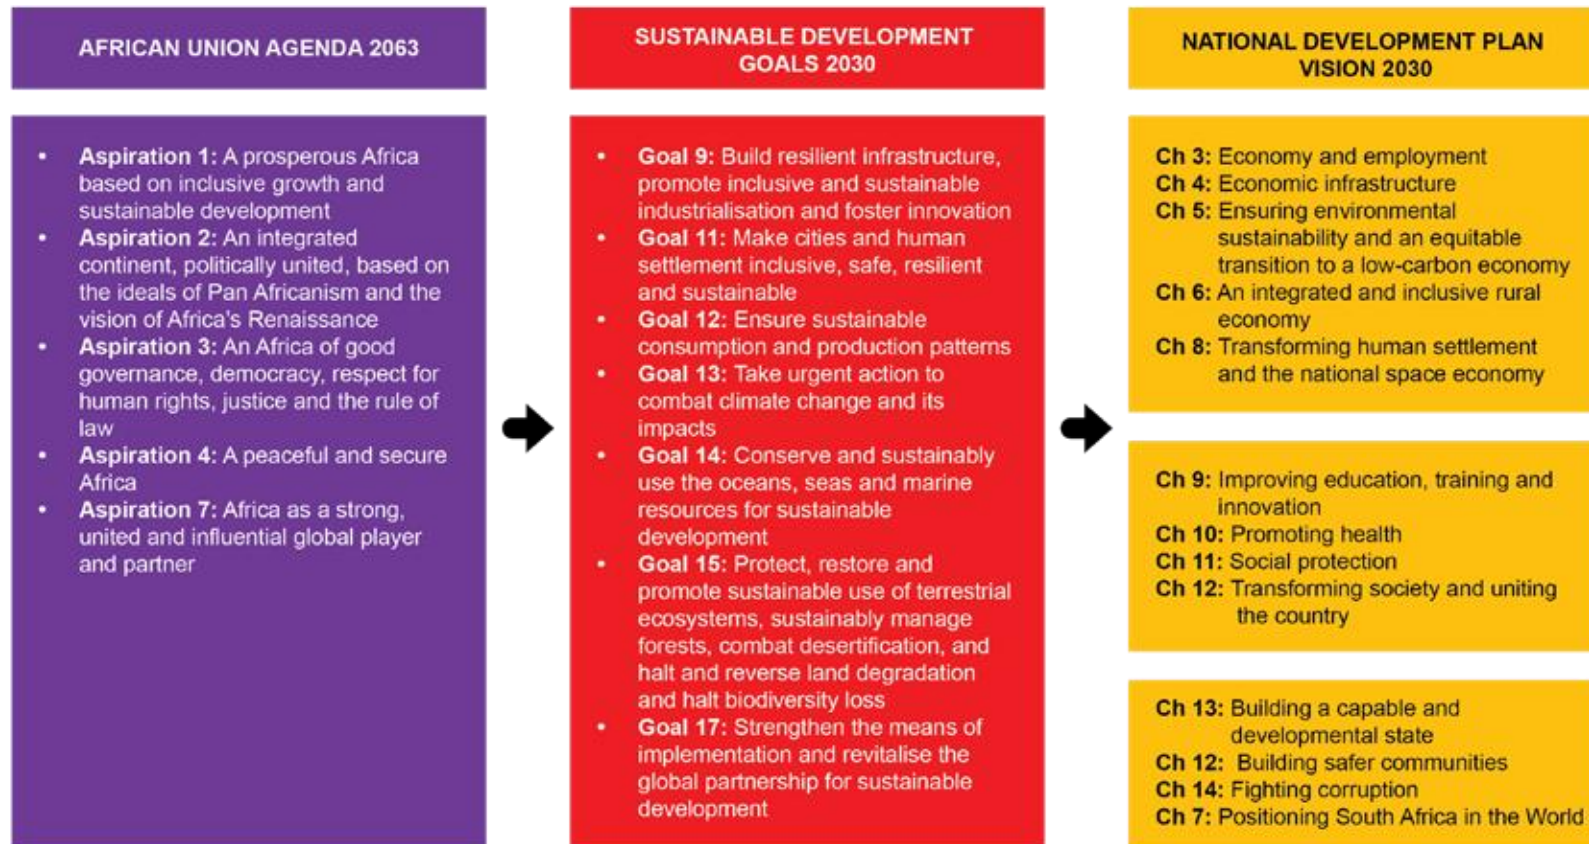 AFRICAN UNION AGENDA 2063
• Aspiration 1: A prosperous Africa
based on inclusive growth and
sustainable development
• Aspiration 2: An integrated
continent, politically united, based on
the ideals of Pan Africanism and the
vision of Africa's Renaissance
• Aspiration 3: An Africa of good
governance, democracy, respect for
human rights, justice and the rule of
law
• Aspiration 4: A peaceful and secure
Africa
• Aspiration 7: Africa as a strong,
united and influential global player
and partner
SUSTAINABLE DEVELOPMENT
GOALS 2030
• Goal 9: Build resilient infrastructure,
promote inclusive and sustainable
industrialisation and foster innovation
• Goal 11: Make cities and human
settlement inclusive, safe, resilient
and sustainable
• Goal 12: Ensure sustainable
consumption and production patterns
• Goal 13: Take urgent action to
combat climate change and its
impacts
• Goal 14: Conserve and sustainably
use the oceans, seas and marine
resources for sustainable
development
• Goal 15: Protect, restore and
promote sustainable use of terrestrial
ecosystems, sustainably manage
forests, combat desertification, and
halt and reverse land degradation
and halt biodiversity loss
• Goal 17: Strengthen the means of
implementation and revitalise the
global partnership for sustainable
development
NATIONAL DEVELOPMENT PLAN
VISION 2030
Ch 3: Economy and employment
Ch 4: Economic infrastructure
Ch 5: Ensuring environmental
sustainability and an equitable
transition to a low-carbon economy
Ch 6: An integrated and inclusive rural
economy
Ch 8: Transforming human settlement
and the national space economy
Ch 9: Improving education, training and
innovation
Ch 10: Promoting health
Ch 11: Social protection
Ch 12: Transforming society and uniting
the country
Ch 13: Building a capable and
developmental state
Ch 12: Building safer communities
Ch 14: Fighting corruption
Ch 7: Positioning South Africa in the World